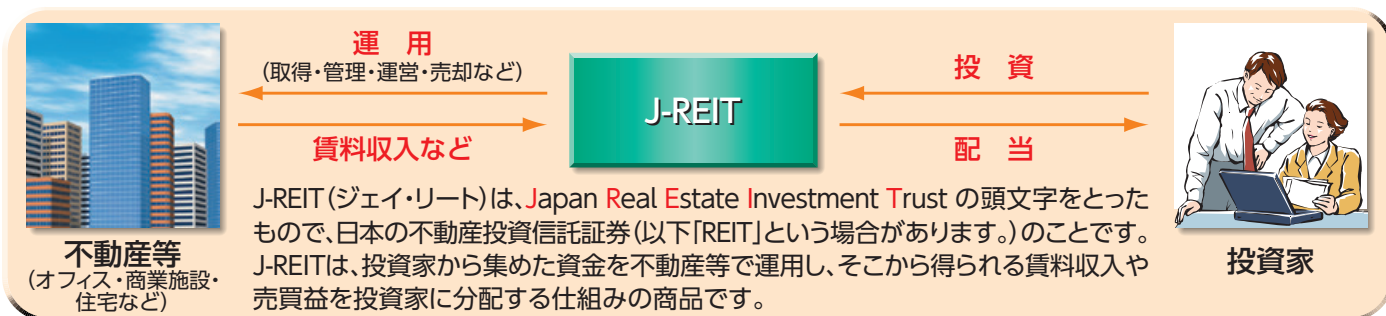 運 用
(取得・管理・運営・売却など)
賃料収入など
J-REIT
投 資
配 当
不動産等
(オフィス・商業施設・
住宅など)
J-REIT(ジェイ・リート)は、Japan Real Estate Investment Trust の頭文字をとった
もので、日本の不動産投資信託証券(以下「REIT」という場合があります。)のことです。
J-REITは、投資家から集めた資金を不動産等で運用し、そこから得られる賃料収入や
売買益を投資家に分配する仕組みの商品です。
投資家